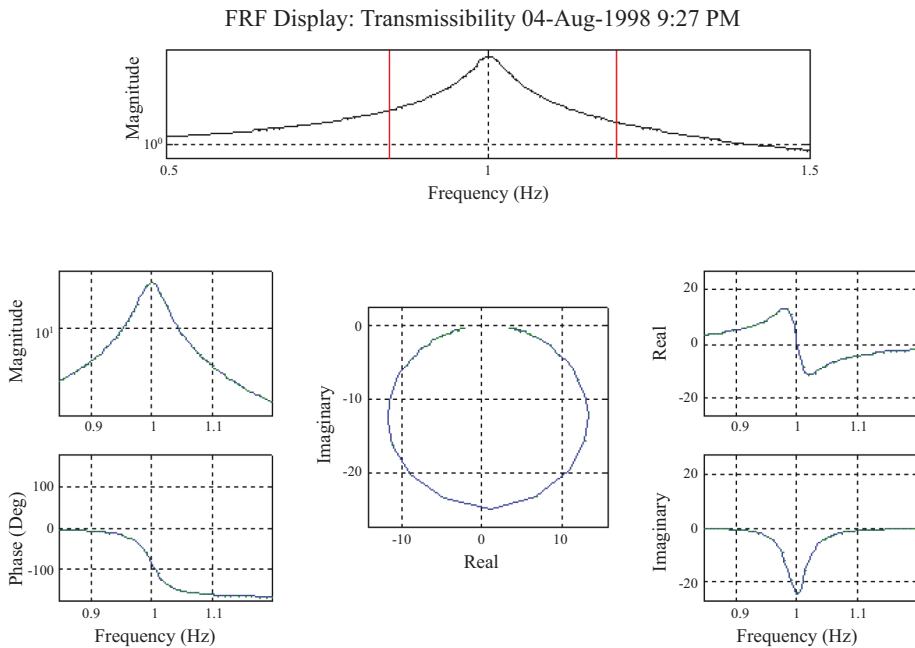 FRF Display: Transmissibility 04-Aug-1998 9:27 PM
Magnitude
10⁰
0.5
1
1.5
Frequency (Hz)
Magnitude
10¹
0.9
1
1.1
Phase (Deg)
100
0
-100
0.9
1
1.1
Frequency (Hz)
Imaginary
0
-10
-20
-10
0
10
Real
Real
20
0
-20
0.9
1
1.1
Imaginary
20
0
-20
0.9
1
1.1
Frequency (Hz)